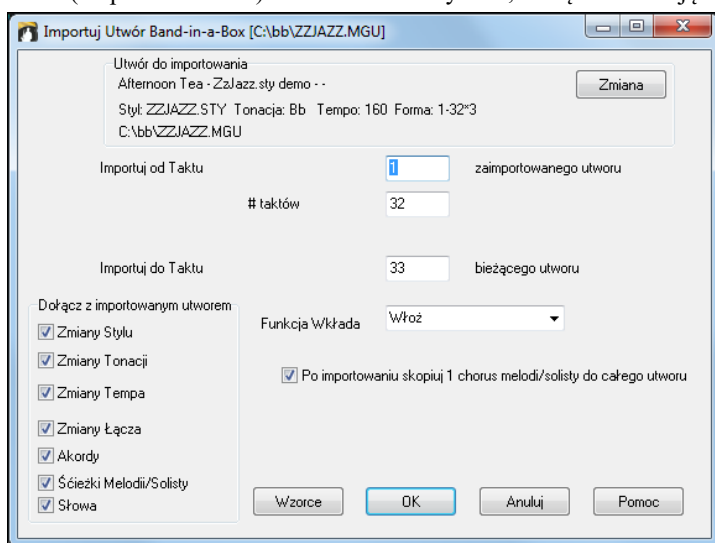 Importuj Utwór Band-in-a-Box [C:\bb\ZZJAZZ.MGU]
Utwór do importowania
Afternoon Tea - ZzJazz.sty demo - -
Zmiana
Styl: ZZJAZZ.STY Tonacja: Bb Tempo: 160 Forma: 1-32*3
C:\bb\ZZJAZZ.MGU
Importuj od Taktu 1 zaimportowanego utworu
# taktów 32
Importuj do Taktu 33 bieżącego utworu
Dołącz z importowanym utworem
Funkcja Wkłada Włoż
Zmiany Stylu
Zmiany Tonacji
Po importowaniu skopiuj 1 chorus melodi/solisty do całego utworu
Zmiany Tempa
Zmiany Łącza
Akordy
Śćieżki Melodii/Solisty
Słowa
Wzorce OK Anuluj Pomoc